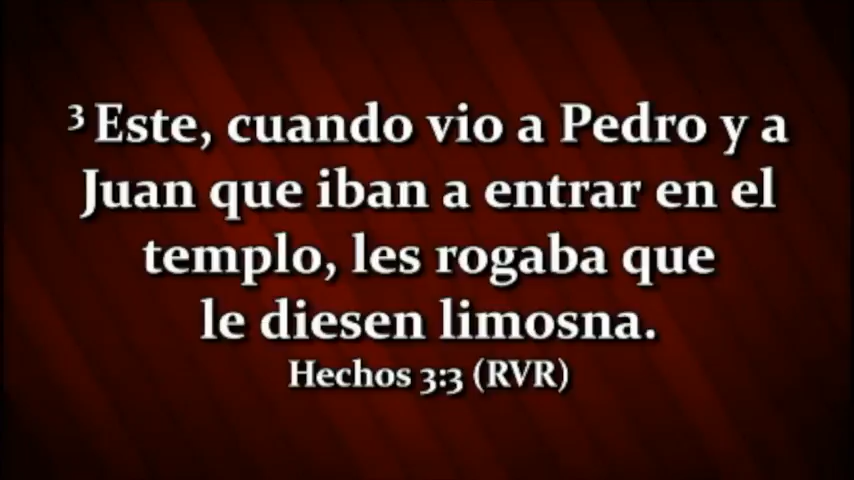 ³ Este, cuando vio a Pedro y a
Juan que iban a entrar en el
templo, les rogaba que
le diesen limosna.
Hechos 3:3 (RVR)